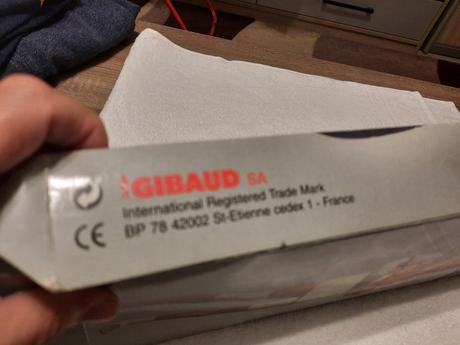 GIBAUD SA
International Registered Trade Mark
CE BP 78 42002 St-Etienne cedex 1 - France